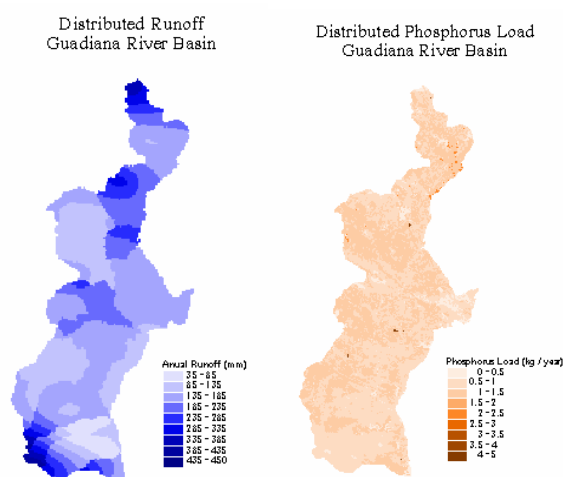 Distributed Runoff
Guadiana River Basin
Anual Runoff (mm)
35 - 85
85 - 135
135 - 185
185 - 235
235 - 285
285 - 335
335 - 385
385 - 435
435 - 450
Distributed Phosphorus Load
Guadiana River Basin
Phosphorus Load (kg / year)
0 - 0.5
0.5 - 1
1 - 1.5
1.5 - 2
2 - 2.5
2.5 - 3
3 - 3.5
3.5 - 4
4 - 5